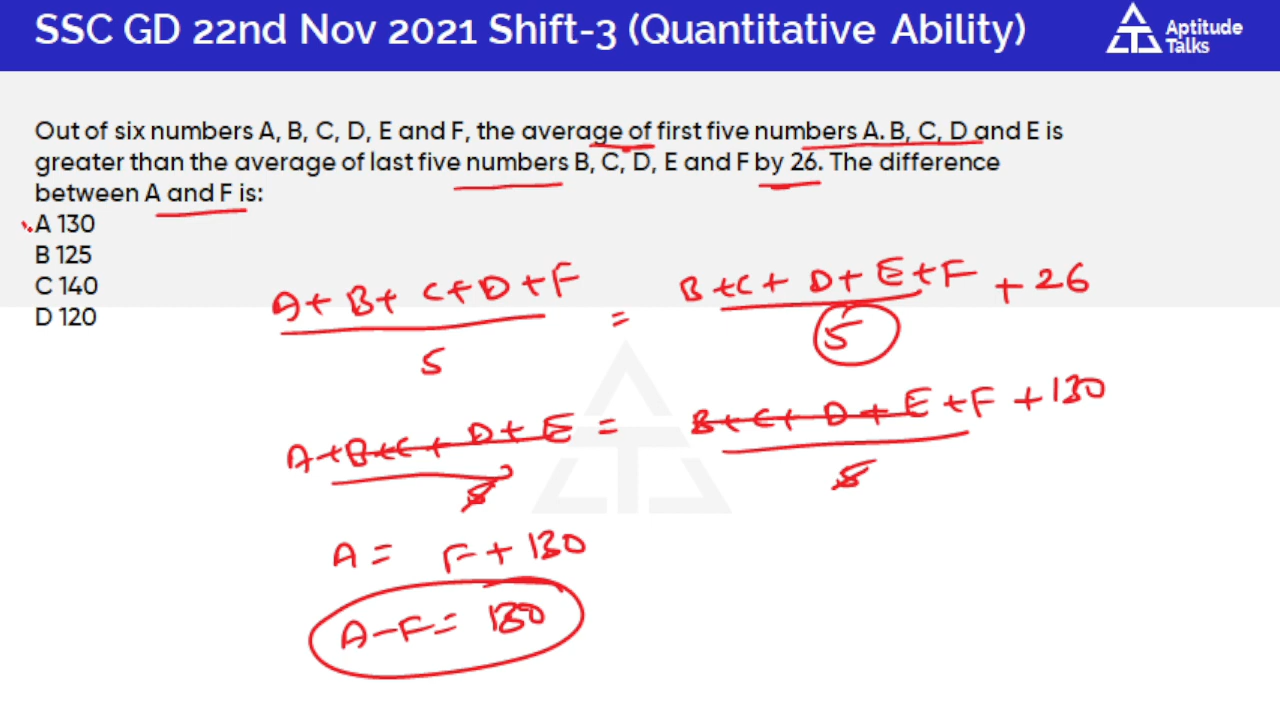 SSC GD 22nd Nov 2021 Shift-3 (Quantitative Ability)
Aptitude
Talks
Out of six numbers A, B, C, D, E and F, the average of first five numbers A. B, C, D and E is
greater than the average of last five numbers B, C, D, E and F by 26. The difference
between A and F is:
A 130
B 125
C 140
D 120
A+ B+ C+D+F = B+C+ D+ E+F + 26
5 5
A+B+C+ D+ E = B+C+ D+ E+F +130
5 5
A = F+130
A-F= 130